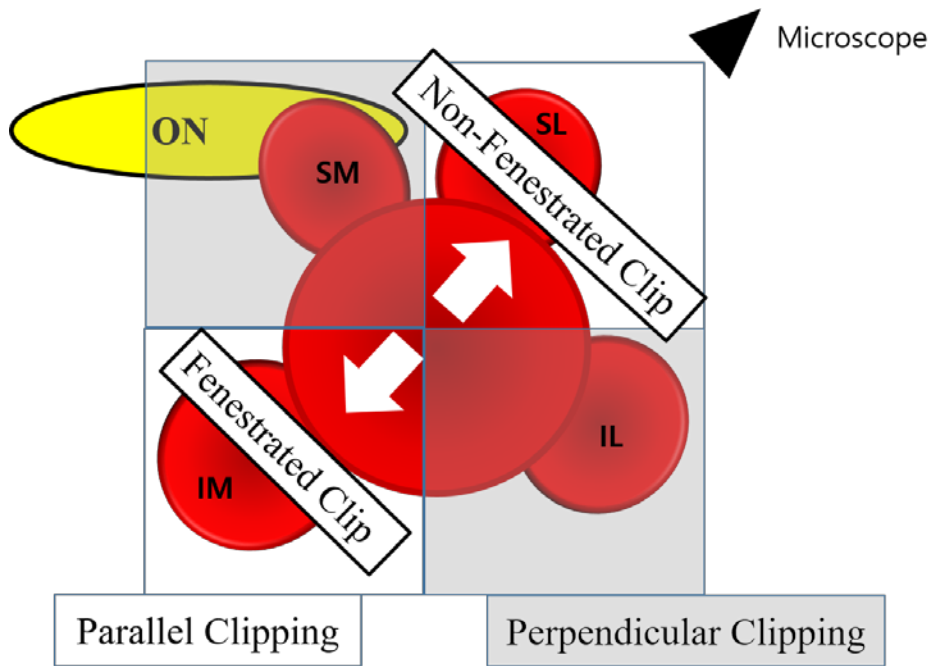 Microscope
ON
SM
SL
Non-Fenestrated Clip
Fenestrated Clip
IM
IL
Parallel Clipping
Perpendicular Clipping